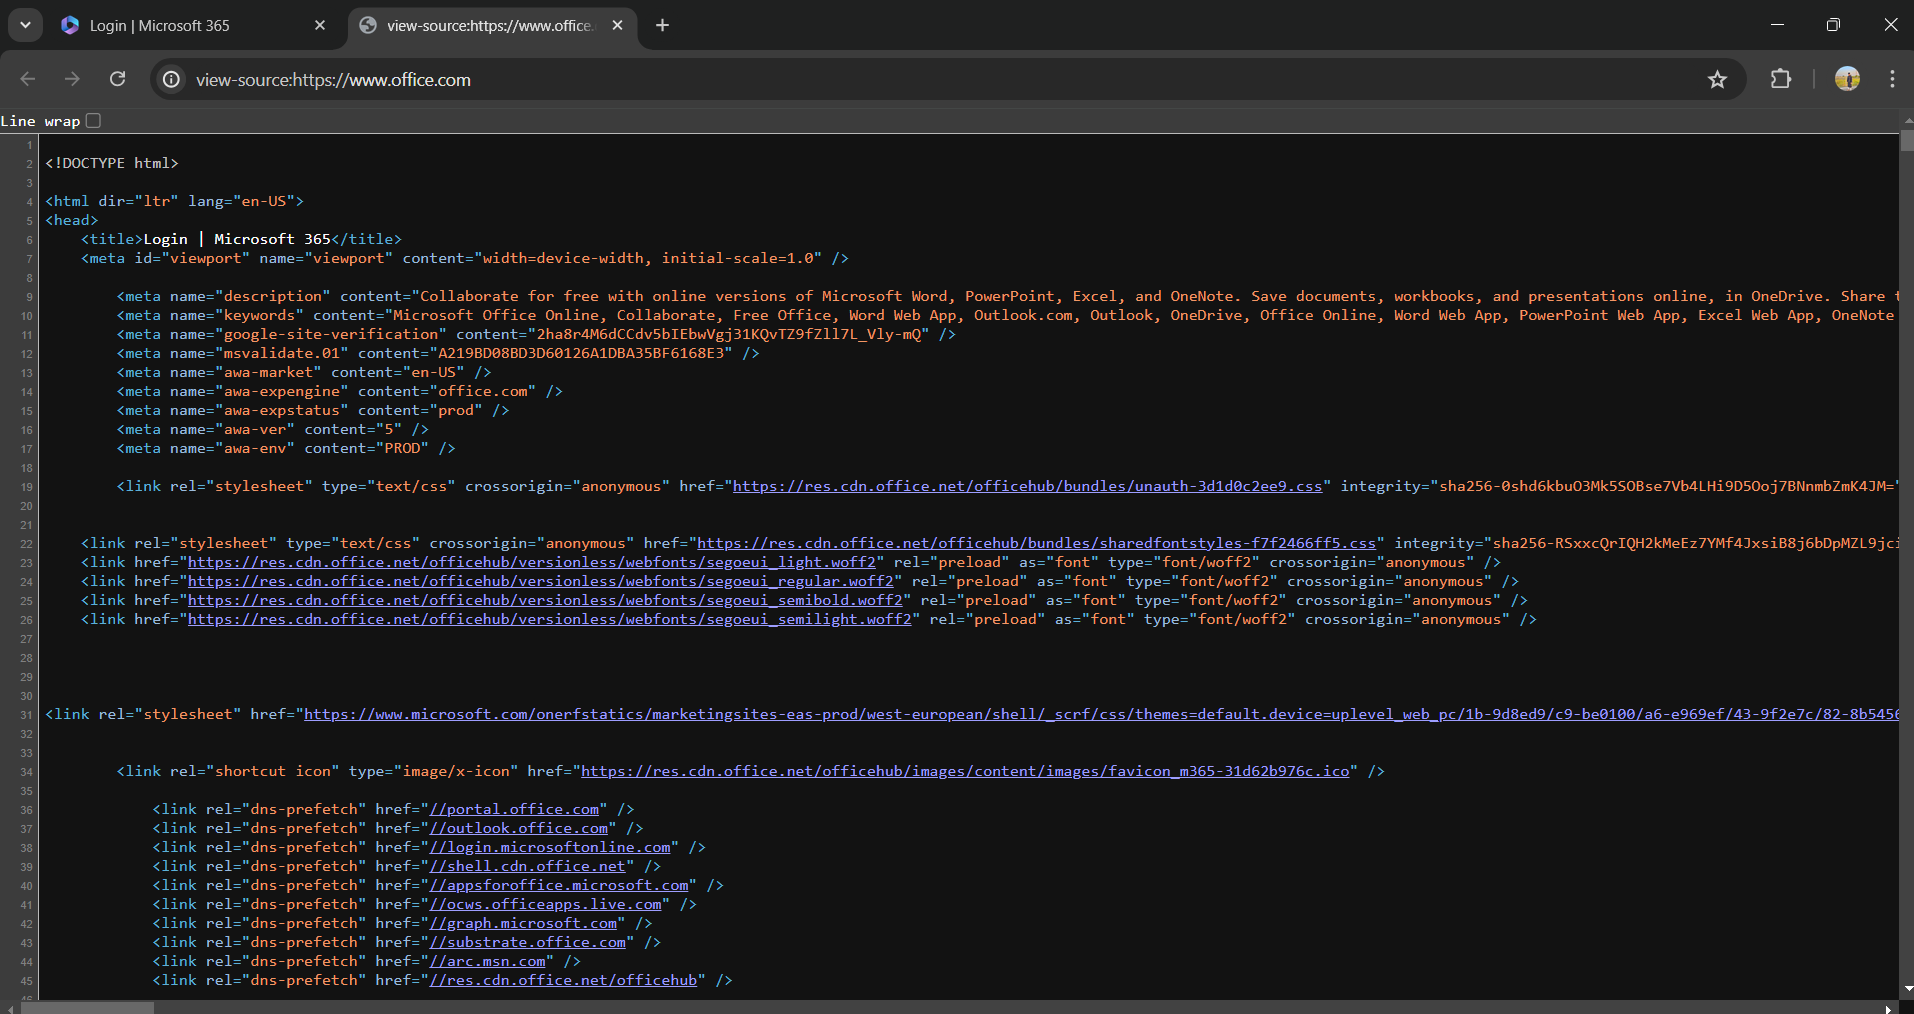 Login | Microsoft 365
view-source:https://www.office.
view-source:https://www.office.com
Line wrap
1
2 <!DOCTYPE html>
3
4 <html dir="ltr" lang="en-US">
5 <head>
6 <title>Login | Microsoft 365</title>
7 <meta id="viewport" name="viewport" content="width=device-width, initial-scale=1.0" />
8
9 <meta name="description" content="Collaborate for free with online versions of Microsoft Word, PowerPoint, Excel, and OneNote. Save documents, workbooks, and presentations online, in OneDrive. Share
10 <meta name="keywords" content="Microsoft Office Online, Collaborate, Free Office, Word Web App, Outlook.com, Outlook, OneDrive, Office Online, Word Web App, PowerPoint Web App, Excel Web App, OneNote
11 <meta name="google-site-verification" content="2ha8r4M6dCCdv5bIEbwVgj31KQvTZ9fZll7L_Vly-mQ" />
12 <meta name="msvalidate.01" content="A219BD08BD3D60126A1DBA35BF6168E3" />
13 <meta name="awa-market" content="en-US" />
14 <meta name="awa-expengine" content="office.com" />
15 <meta name="awa-expstatus" content="prod" />
16 <meta name="awa-ver" content="5" />
17 <meta name="awa-env" content="PROD" />
18
19 <link rel="stylesheet" type="text/css" crossorigin="anonymous" href="https://res.cdn.office.net/officehub/bundles/unauth-3d1d0c2ee9.css" integrity="sha256-0shd6kbuO3Mk5SOBse7Vb4LHi9D5Ooj7BNnmbZmK4JM="
20
21
22 <link rel="stylesheet" type="text/css" crossorigin="anonymous" href="https://res.cdn.office.net/officehub/bundles/sharedfontstyles-f7f2466ff5.css" integrity="sha256-RSxxcQrIQH2kMeEz7YMf4JxsiB8j6bDpMZL9jci
23 <link href="https://res.cdn.office.net/officehub/versionless/webfonts/segoeui_light.woff2" rel="preload" as="font" type="font/woff2" crossorigin="anonymous" />
24 <link href="https://res.cdn.office.net/officehub/versionless/webfonts/segoeui_regular.woff2" rel="preload" as="font" type="font/woff2" crossorigin="anonymous" />
25 <link href="https://res.cdn.office.net/officehub/versionless/webfonts/segoeui_semibold.woff2" rel="preload" as="font" type="font/woff2" crossorigin="anonymous" />
26 <link href="https://res.cdn.office.net/officehub/versionless/webfonts/segoeui_semilight.woff2" rel="preload" as="font" type="font/woff2" crossorigin="anonymous" />
27
28
29
30
31 <link rel="stylesheet" href="https://www.microsoft.com/onerfstatics/marketingsites-eas-prod/west-european/shell/_scrf/css/themes=default.device=uplevel_web_pc/1b-9d8ed9/c9-be0100/a6-e969ef/43-9f2e7c/82-8b5456
32
33
34 <link rel="shortcut icon" type="image/x-icon" href="https://res.cdn.office.net/officehub/images/content/images/favicon_m365-31d62b976c.ico" />
35
36 <link rel="dns-prefetch" href="//portal.office.com" />
37 <link rel="dns-prefetch" href="//outlook.office.com" />
38 <link rel="dns-prefetch" href="//login.microsoftonline.com" />
39 <link rel="dns-prefetch" href="//shell.cdn.office.net" />
40 <link rel="dns-prefetch" href="//appsforoffice.microsoft.com" />
41 <link rel="dns-prefetch" href="//ocws.officeapps.live.com" />
42 <link rel="dns-prefetch" href="//graph.microsoft.com" />
43 <link rel="dns-prefetch" href="//substrate.office.com" />
44 <link rel="dns-prefetch" href="//arc.msn.com" />
45 <link rel="dns-prefetch" href="//res.cdn.office.net/officehub" />